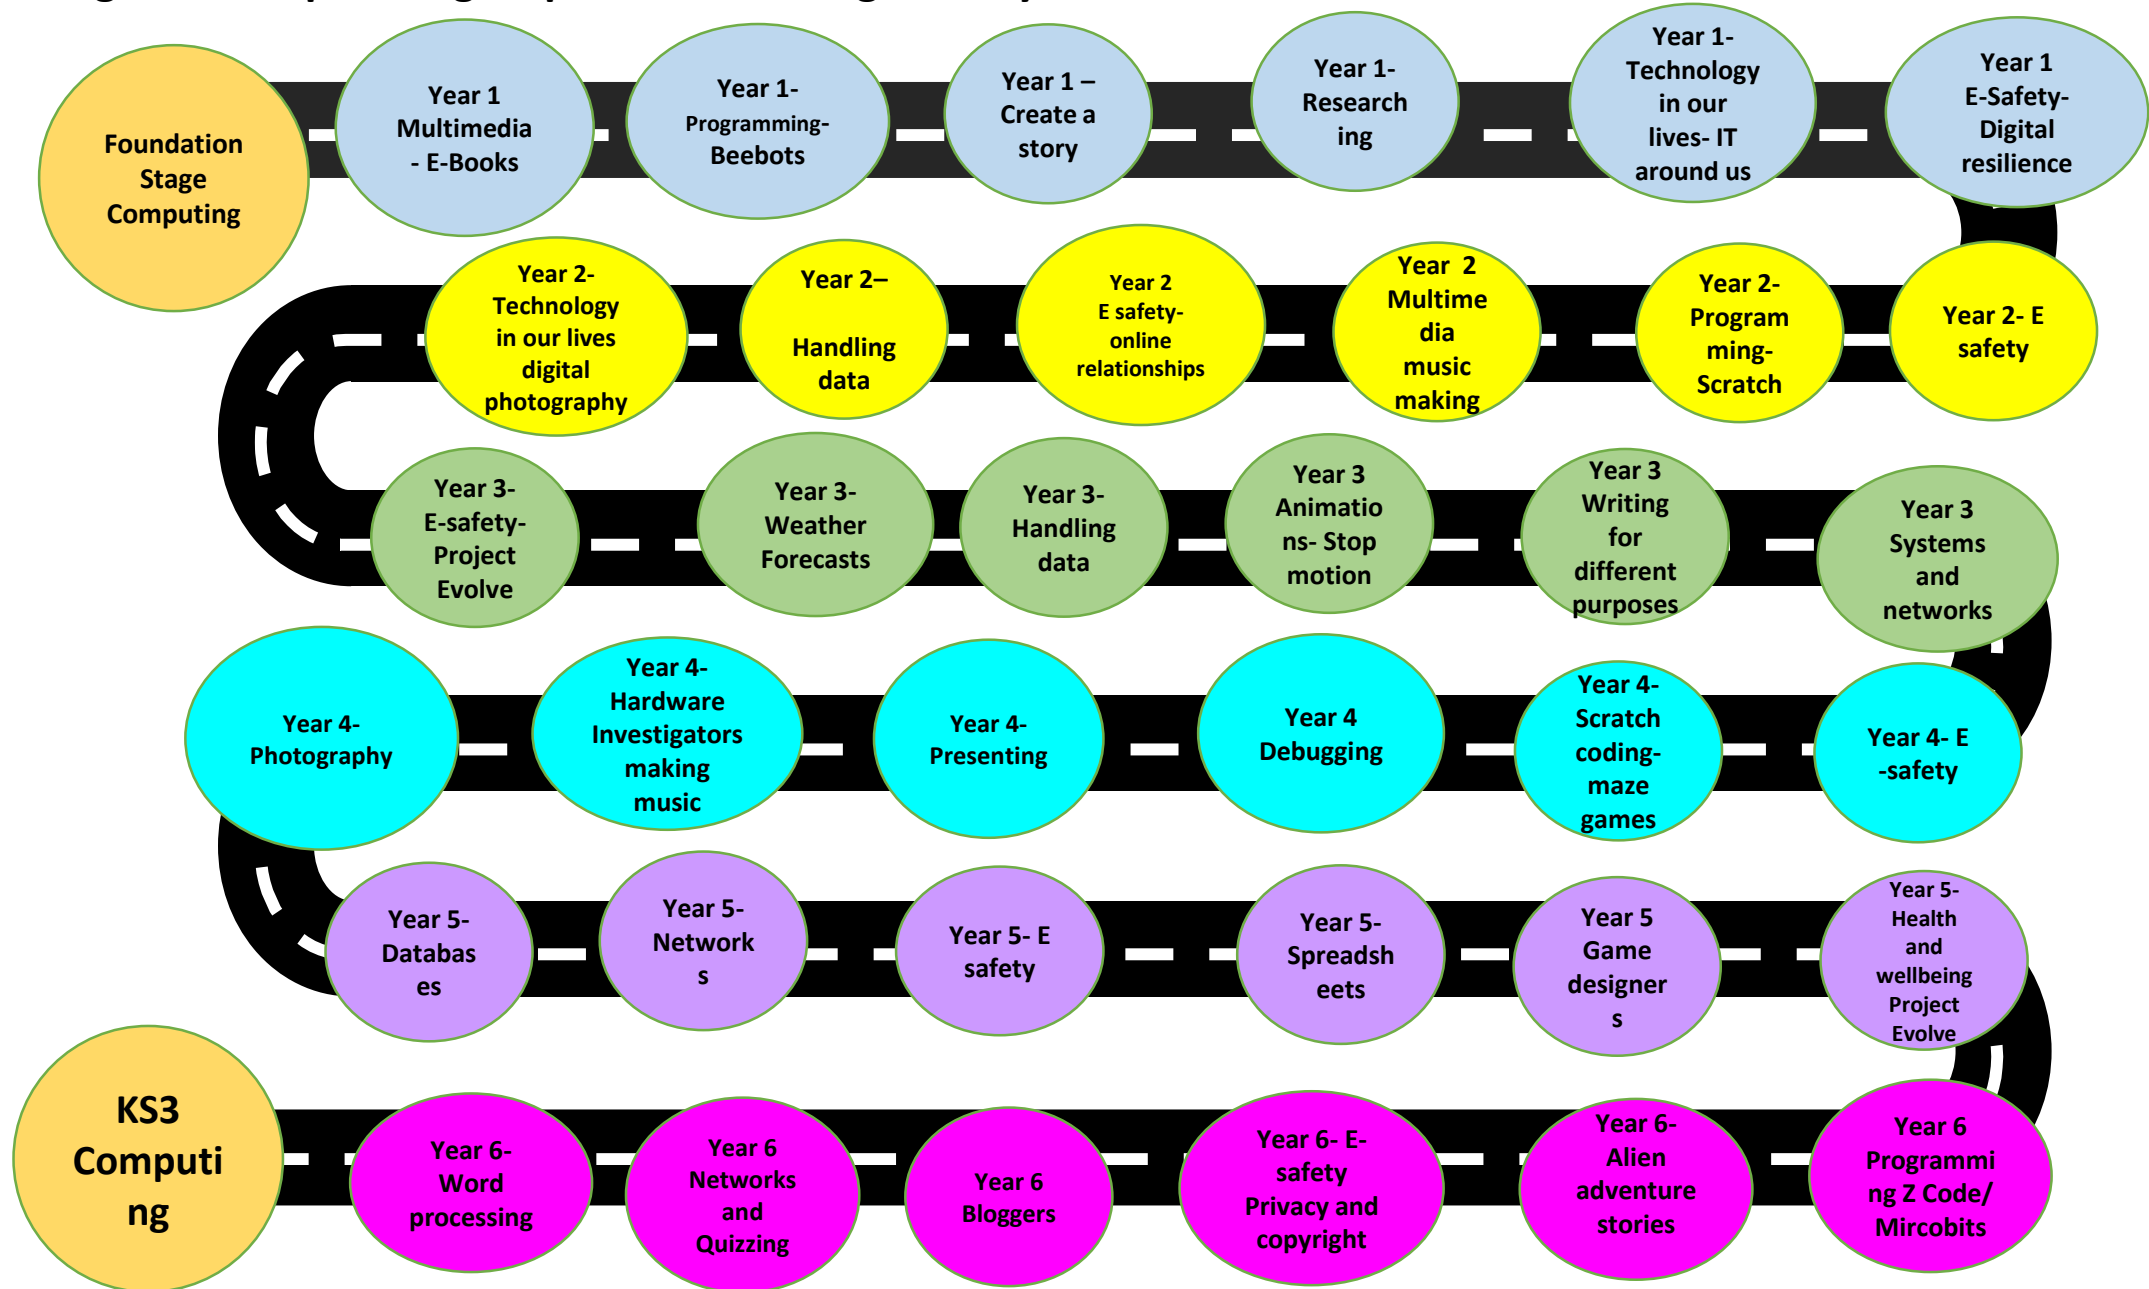 Foundation
Stage
Computing
Year 1
Multimedia
- E-Books
Year 1-
Programming-
Beebots
Year 1 –
Create a
story
Year 1-
Research
ing
Year 1-
Technology
in our
lives- IT
around us
Year 1
E-Safety-
Digital
resilience
Year 2-
Technology
in our lives
digital
photography
Year 2–
Handling
data
Year 2
E safety-
online
relationships
Year 2
Multime
dia
music
making
Year 2-
Program
ming-
Scratch
Year 2- E
safety
Year 3-
E-safety-
Project
Evolve
Year 3-
Weather
Forecasts
Year 3-
Handling
data
Year 3
Animatio
ns- Stop
motion
Year 3
Writing
for
different
purposes
Year 3
Systems
and
networks
Year 4-
Photography
Year 4-
Hardware
Investigators
making
music
Year 4-
Presenting
Year 4
Debugging
Year 4-
Scratch
coding-
maze
games
Year 4- E
-safety
Year 5-
Databas
es
Year 5-
Network
s
Year 5- E
safety
Year 5-
Spreadsh
eets
Year 5
Game
designer
s
Year 5-
Health
and
wellbeing
Project
Evolve
KS3
Computi
ng
Year 6-
Word
processing
Year 6
Networks
and
Quizzing
Year 6
Bloggers
Year 6- E-
safety
Privacy and
copyright
Year 6-
Alien
adventure
stories
Year 6
Programmi
ng Z Code/
Mircobits